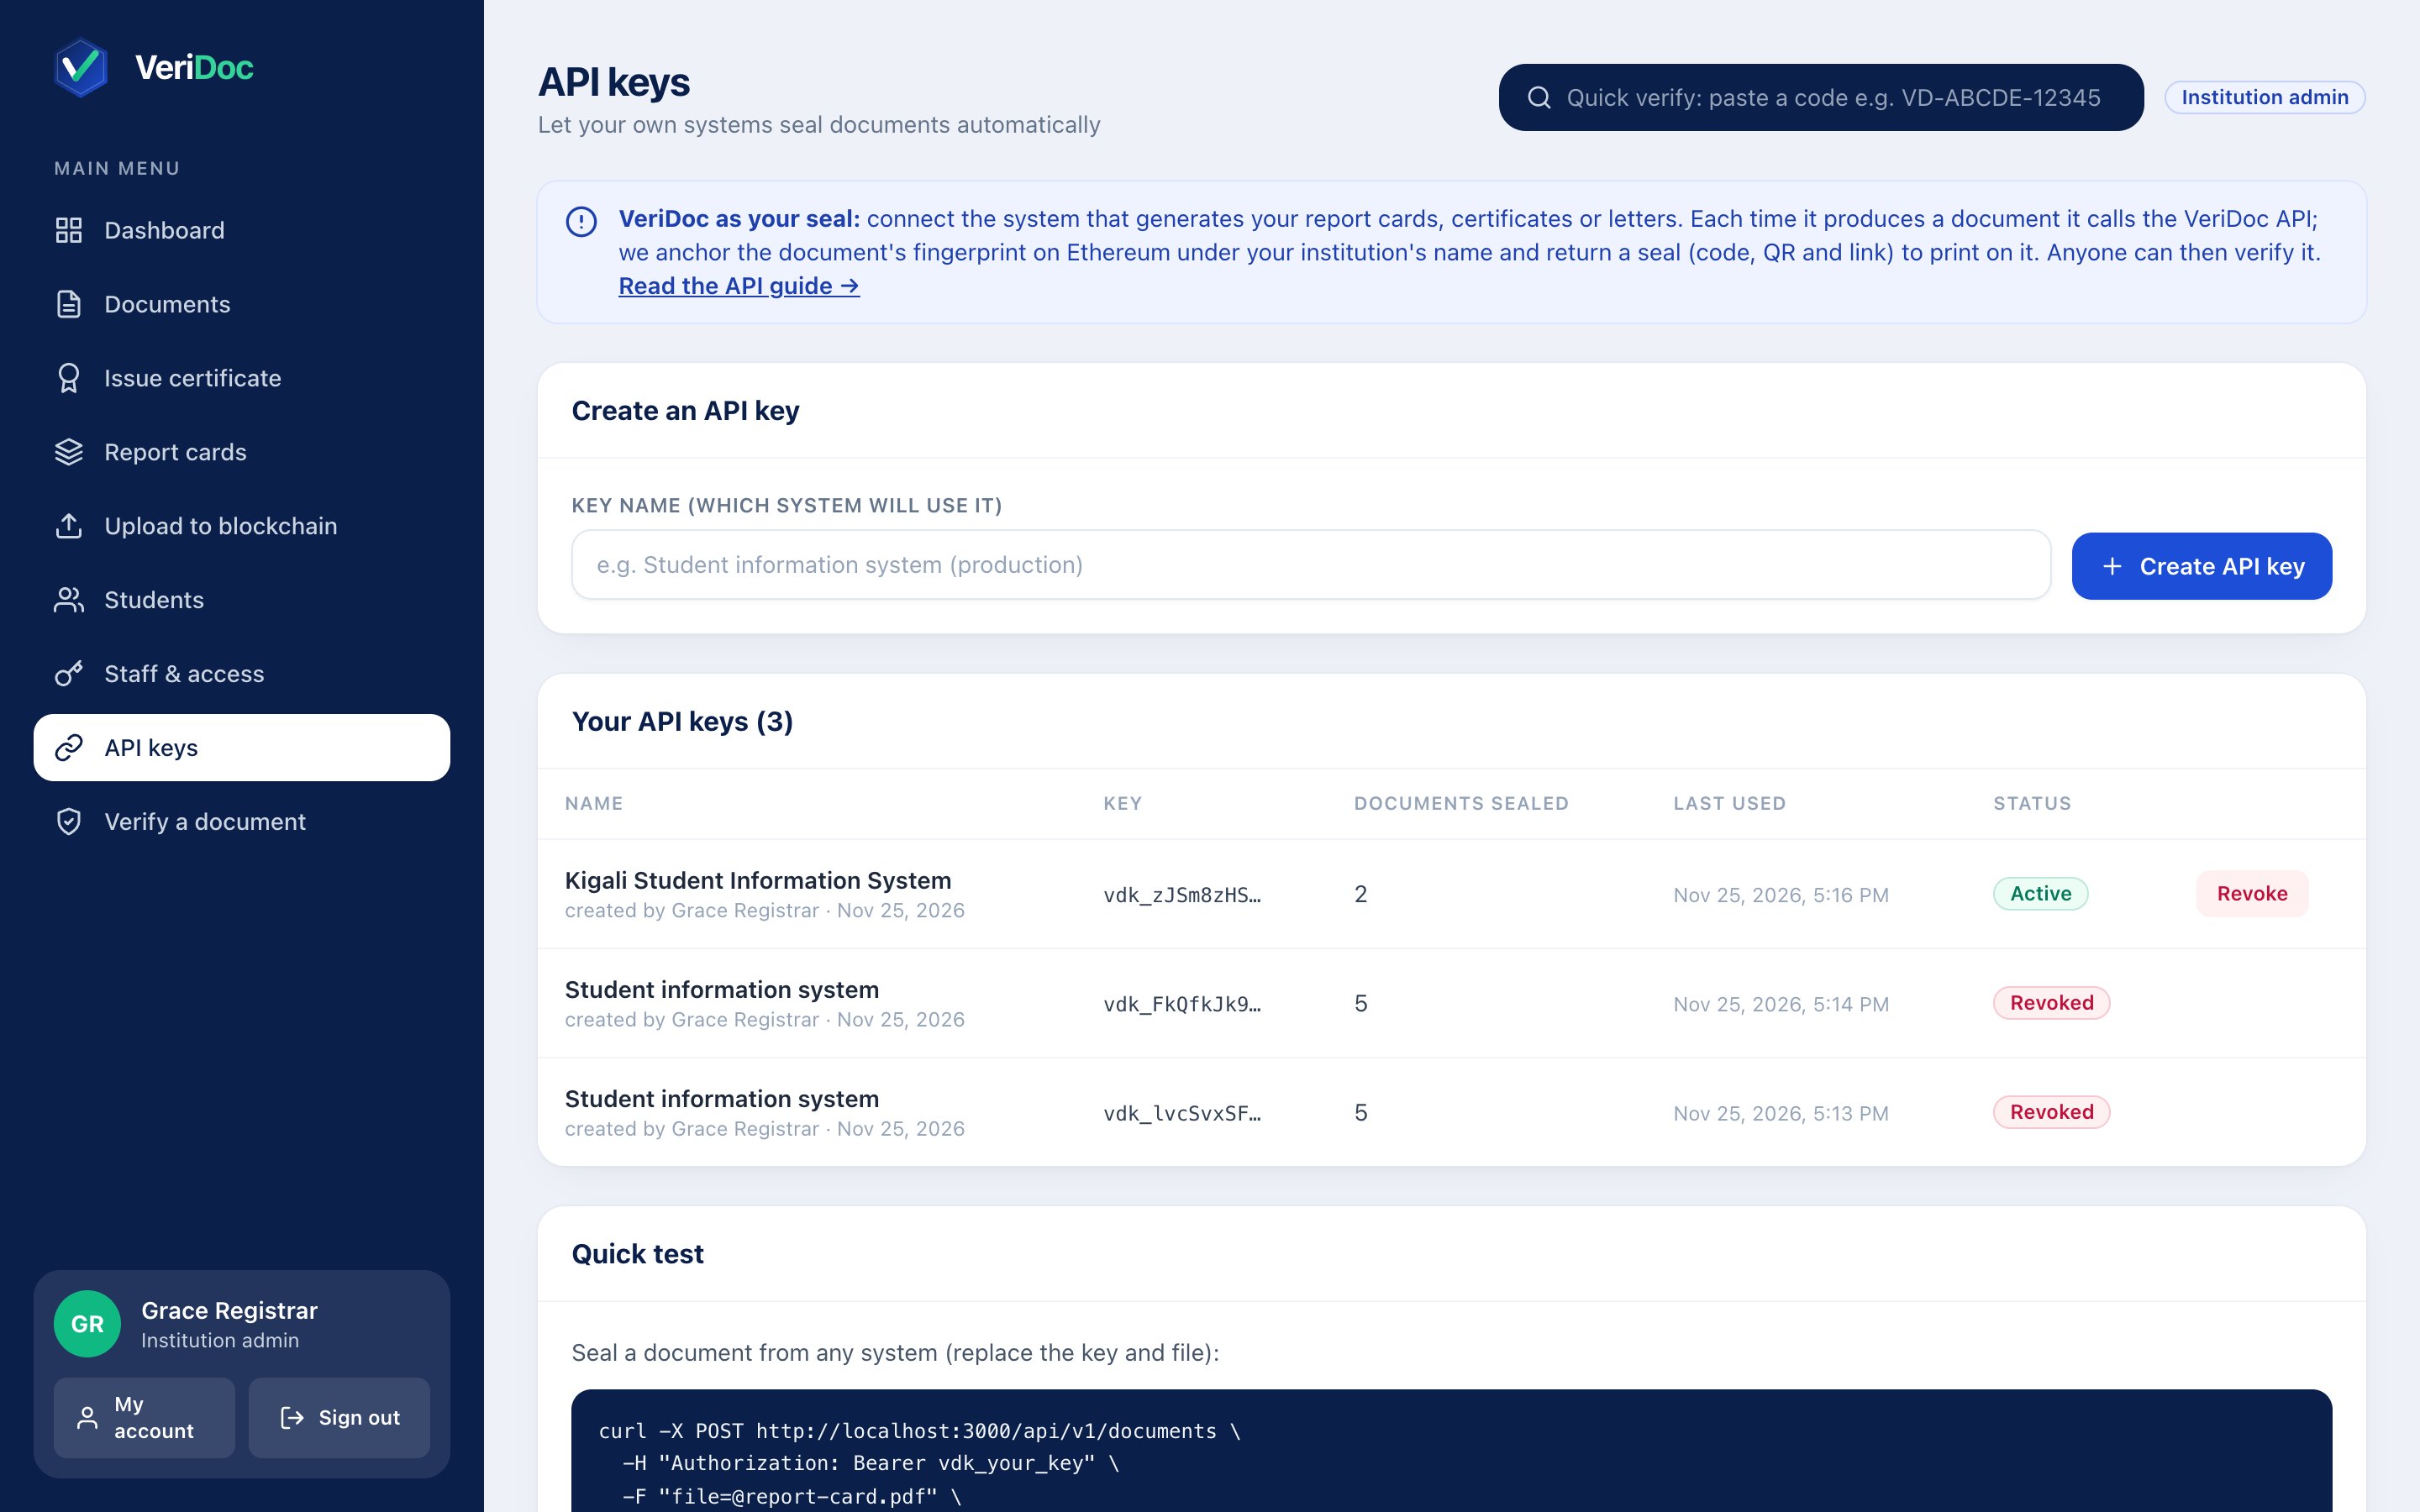 VeriDoc
MAIN MENU
Dashboard
Documents
Issue certificate
Report cards
Upload to blockchain
Students
Staff & access
API keys
Verify a document
GR
Grace Registrar
Institution admin
My
account
Sign out
API keys
Let your own systems seal documents automatically
Quick verify: paste a code e.g. VD-ABCDE-12345
Institution admin
VeriDoc as your seal: connect the system that generates your report cards, certificates or letters. Each time it produces a document it calls the VeriDoc API;
we anchor the document's fingerprint on Ethereum under your institution's name and return a seal (code, QR and link) to print on it. Anyone can then verify it.
Read the API guide →
Create an API key
KEY NAME (WHICH SYSTEM WILL USE IT)
e.g. Student information system (production)
+ Create API key
Your API keys (3)
NAME KEY DOCUMENTS SEALED LAST USED STATUS
Kigali Student Information System
created by Grace Registrar · Nov 25, 2026
vdk_zJSm8zHS… 2 Nov 25, 2026, 5:16 PM Active Revoke
Student information system
created by Grace Registrar · Nov 25, 2026
vdk_FkQfkJk9… 5 Nov 25, 2026, 5:14 PM Revoked
Student information system
created by Grace Registrar · Nov 25, 2026
vdk_lvcSvxSF… 5 Nov 25, 2026, 5:13 PM Revoked
Quick test
Seal a document from any system (replace the key and file):
curl -X POST http://localhost:3000/api/v1/documents \
-H "Authorization: Bearer vdk_your_key" \
-F "file=@report-card.pdf" \